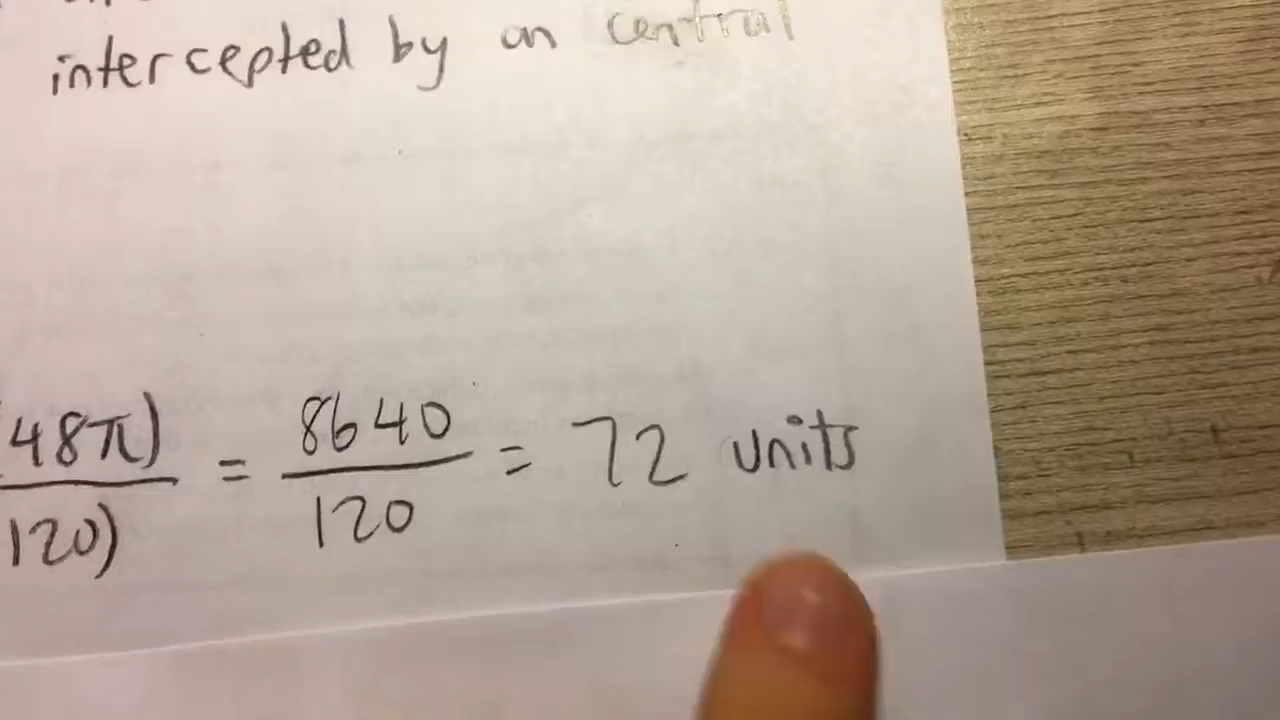 intercepted by an central
48π) = 8640 = 72 units
120) 120